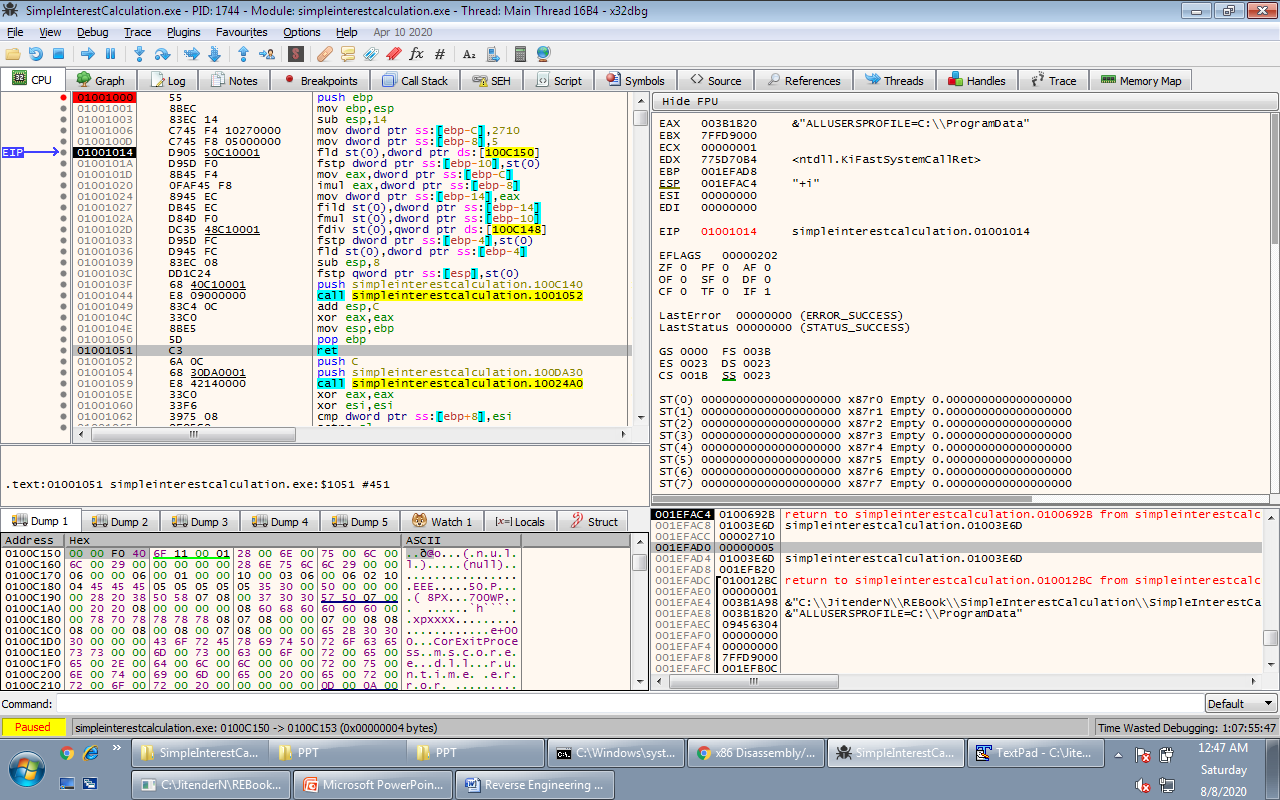 SimpleInterestCalculation.exe - PID: 1744 - Module: simpleinterestcalculation.exe - Thread: Main Thread 16B4 - x32dbg
File View Debug Trace Plugins Favourites Options Help Apr 10 2020
CPU Graph Log Notes Breakpoints Call Stack SEH Script Symbols Source References Threads Handles Trace Memory Map
01001000 55 push ebp
01001001 8BEC mov ebp,esp
01001003 83EC 14 sub esp,14
01001006 C745 F4 10270000 mov dword ptr ss:[ebp-C],2710
0100100D C745 F8 05000000 mov dword ptr ss:[ebp-8],5
EIP 01001014 D905 50C10001 fld st(0),dword ptr ds:[100C150]
0100101A D95D F0 fstp dword ptr ss:[ebp-10],st(0)
0100101D 8B45 F4 mov eax,dword ptr ss:[ebp-C]
01001020 0FAF45 F8 imul eax,dword ptr ss:[ebp-8]
01001024 8945 EC mov dword ptr ss:[ebp-14],eax
01001027 DB45 EC fild st(0),dword ptr ss:[ebp-14]
0100102A D84D F0 fmul st(0),dword ptr ss:[ebp-10]
0100102D DC35 48C10001 fdiv st(0),qword ptr ds:[100C148]
01001033 D95D FC fstp dword ptr ss:[ebp-4],st(0)
01001036 D945 FC fld st(0),dword ptr ss:[ebp-4]
01001039 83EC 08 sub esp,8
0100103C DD1C24 fstp qword ptr ss:[esp],st(0)
0100103F 68 40C10001 push simpleinterestcalculation.100C140
01001044 E8 09000000 call simpleinterestcalculation.1001052
01001049 83C4 0C add esp,C
0100104C 33C0 xor eax,eax
0100104E 8BE5 mov esp,ebp
01001050 5D pop ebp
01001051 C3 ret
01001052 6A 0C push C
01001054 68 30DA0001 push simpleinterestcalculation.100DA30
01001059 E8 42140000 call simpleinterestcalculation.10024A0
0100105E 33C0 xor eax,eax
01001060 33F6 xor esi,esi
01001062 3975 08 cmp dword ptr ss:[ebp+8],esi
.text:01001051 simpleinterestcalculation.exe:$1051 #451
Hide FPU
EAX 003B1B20 &"ALLUSERSPROFILE=C:\\ProgramData"
EBX 7FFD9000
ECX 00000001
EDX 775D70B4 <ntdll.KiFastSystemCallRet>
EBP 001EFAD8
ESP 001EFAC4 "+i"
ESI 00000000
EDI 00000000
EIP 01001014 simpleinterestcalculation.01001014
EFLAGS 00000202
ZF 0 PF 0 AF 0
OF 0 SF 0 DF 0
CF 0 TF 0 IF 1
LastError 00000000 (ERROR_SUCCESS)
LastStatus 00000000 (STATUS_SUCCESS)
GS 0000 FS 003B
ES 0023 DS 0023
CS 001B SS 0023
ST(0) 00000000000000000000 x87r0 Empty 0.000000000000000000
ST(1) 00000000000000000000 x87r1 Empty 0.000000000000000000
ST(2) 00000000000000000000 x87r2 Empty 0.000000000000000000
ST(3) 00000000000000000000 x87r3 Empty 0.000000000000000000
ST(4) 00000000000000000000 x87r4 Empty 0.000000000000000000
ST(5) 00000000000000000000 x87r5 Empty 0.000000000000000000
ST(6) 00000000000000000000 x87r6 Empty 0.000000000000000000
ST(7) 00000000000000000000 x87r7 Empty 0.000000000000000000
Dump 1 Dump 2 Dump 3 Dump 4 Dump 5 Watch 1 [x=] Locals Struct
Address Hex ASCII
0100C150 00 00 F0 40 6F 11 00 01 28 00 6E 00 75 00 6C 00 ..ð@o...(.n.u.l.
0100C160 6C 00 29 00 00 00 00 00 28 6E 75 6C 6C 29 00 00 l.).....(null)..
0100C170 06 00 00 06 00 01 00 00 10 00 03 06 00 06 02 10 ................
0100C180 04 45 45 45 05 05 05 05 05 35 30 00 50 00 00 00 .EEE.....50.P...
0100C190 00 28 20 38 50 58 07 08 00 37 30 30 57 50 07 00 .( 8PX...700WP..
0100C1A0 00 20 20 08 00 00 00 00 08 60 68 60 60 60 60 00 .  ......`h````.
0100C1B0 00 78 70 78 78 78 78 08 07 08 00 00 07 00 08 08 .xpxxxx.........
0100C1C0 08 00 00 08 00 08 00 07 08 00 00 00 65 2B 30 30 ............e+00
0100C1D0 30 00 00 00 43 6F 72 45 78 69 74 50 72 6F 63 65 0...CorExitProce
0100C1E0 73 73 00 00 6D 00 73 00 63 00 6F 00 72 00 65 00 ss..m.s.c.o.r.e.
0100C1F0 65 00 2E 00 64 00 6C 00 6C 00 00 00 72 00 75 00 e...d.l.l...r.u.
0100C200 6E 00 74 00 69 00 6D 00 65 00 20 00 65 00 72 00 n.t.i.m.e. .e.r.
0100C210 72 00 6F 00 72 00 20 00 00 00 00 00 0D 00 0A 00 r.o.r. .........
001EFAC4 0100692B return to simpleinterestcalculation.0100692B from simpleinterestcalc
001EFAC8 01003E6D simpleinterestcalculation.01003E6D
001EFACC 00002710
001EFAD0 00000005
001EFAD4 01003E6D simpleinterestcalculation.01003E6D
001EFAD8 001EFB20
001EFADC 010012BC return to simpleinterestcalculation.010012BC from simpleinterestcalc
001EFAE0 00000001
001EFAE4 003B1A98 &"C:\\JitenderN\\REBook\\SimpleInterestCalculation\\SimpleInterestCa
001EFAE8 003B1B20 &"ALLUSERSPROFILE=C:\\ProgramData"
001EFAEC 09456304
001EFAF0 00000000
001EFAF4 00000000
001EFAF8 7FFD9000
001EFAFC 001EFB0C
Command: Default
Paused simpleinterestcalculation.exe: 0100C150 -> 0100C153 (0x00000004 bytes) Time Wasted Debugging: 1:07:55:47
SimpleInterestCa... PPT PPT C:\Windows\syst... x86 Disassembly/... SimpleInterestCa... TextPad - C:\Jite...
C:\JitenderN\REBook... Microsoft PowerPoin... Reverse Engineering ...
12:47 AM
Saturday
8/8/2020